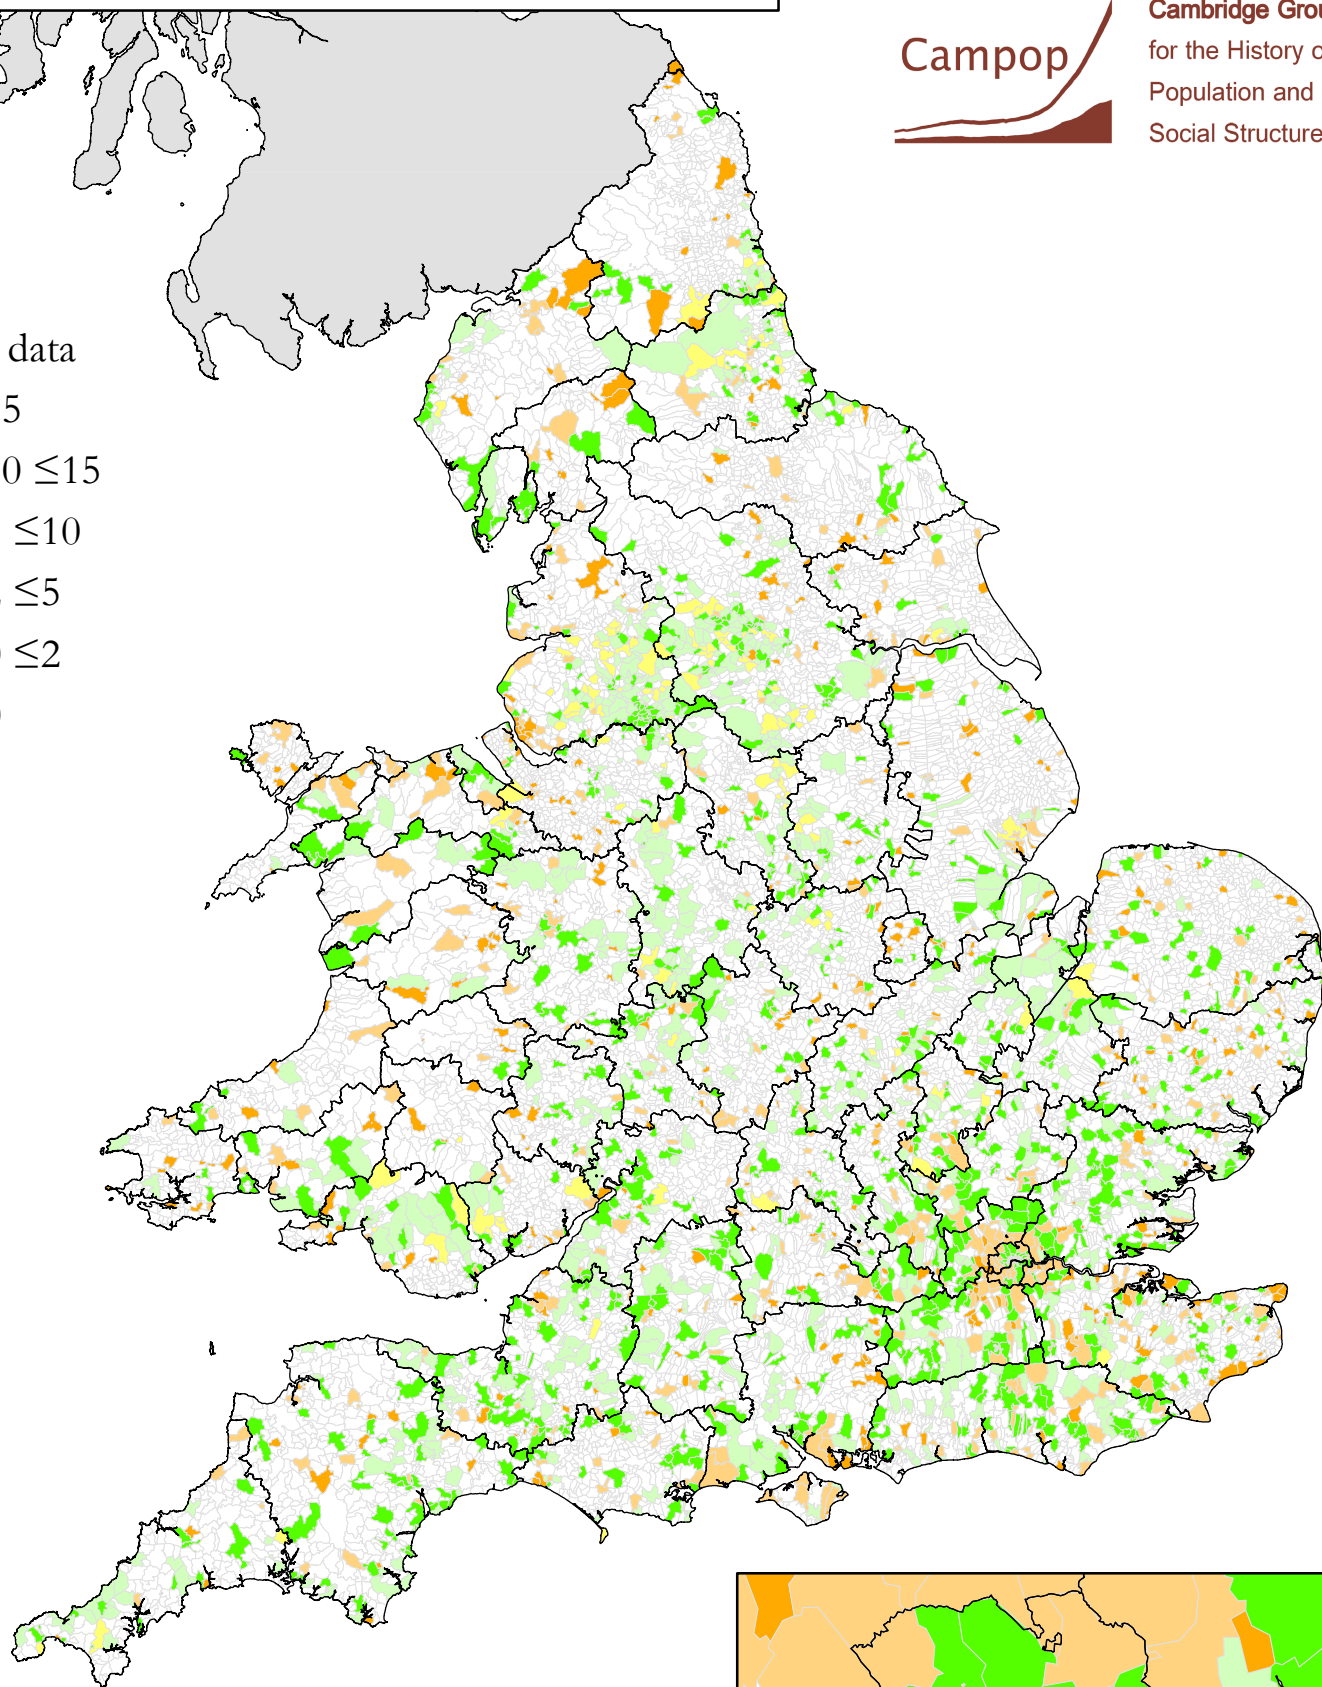 Campop
Cambridge Grou
for the History o
Population and
Social Structure
data
5
0 ≤15
≤10
≤5
≤2